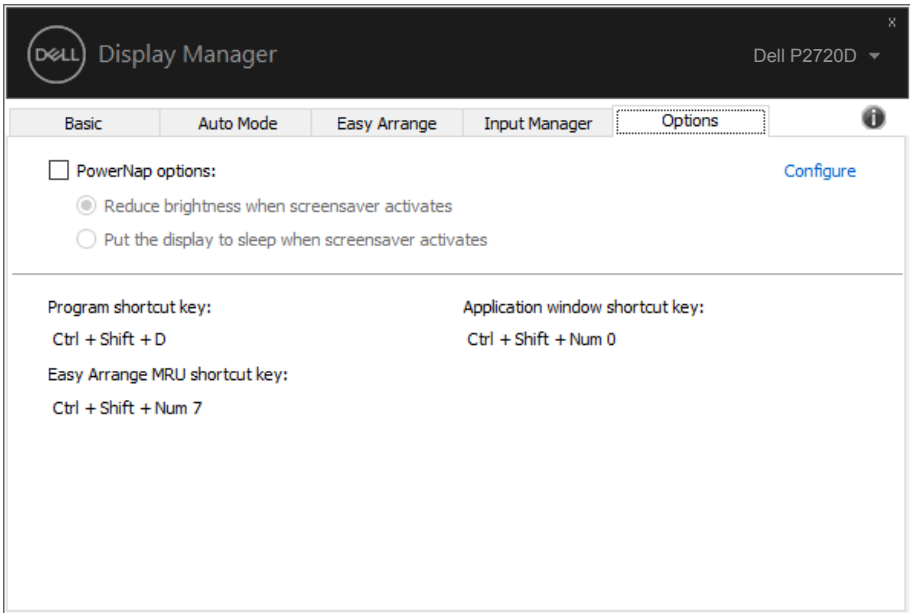 x
DELL Display Manager Dell P2720D
Basic Auto Mode Easy Arrange Input Manager Options
PowerNap options: Configure
Reduce brightness when screensaver activates
Put the display to sleep when screensaver activates
Program shortcut key: Application window shortcut key:
Ctrl + Shift + D Ctrl + Shift + Num 0
Easy Arrange MRU shortcut key:
Ctrl + Shift + Num 7